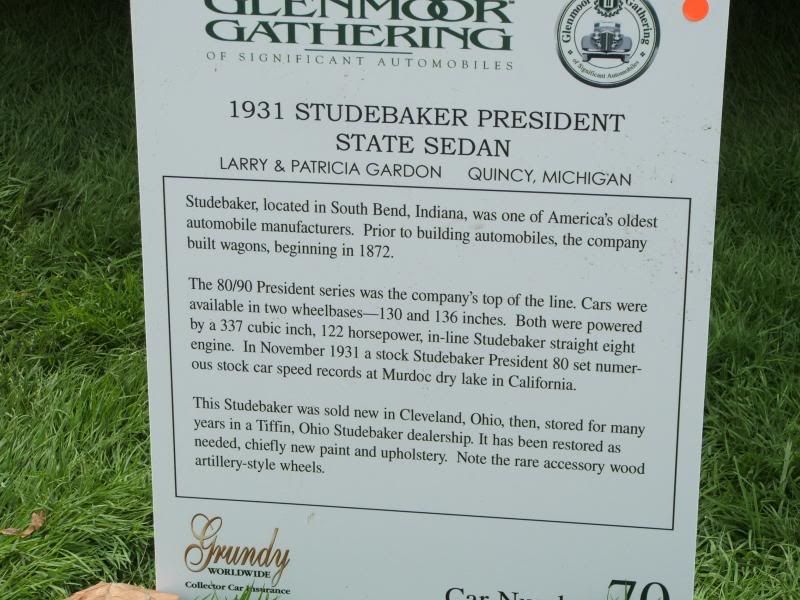 GLENMOOR
GATHERING
OF SIGNIFICANT AUTOMOBILES
Glenmoor Gathering
of Significant Automobiles
1931 STUDEBAKER PRESIDENT
STATE SEDAN
LARRY & PATRICIA GARDON QUINCY, MICHIGAN
Studebaker, located in South Bend, Indiana, was one of America's oldest
automobile manufacturers. Prior to building automobiles, the company
built wagons, beginning in 1872.
The 80/90 President series was the company's top of the line. Cars were
available in two wheelbases—130 and 136 inches. Both were powered
by a 337 cubic inch, 122 horsepower, in-line Studebaker straight eight
engine. In November 1931 a stock Studebaker President 80 set numer-
ous stock car speed records at Murdoc dry lake in California.
This Studebaker was sold new in Cleveland, Ohio, then, stored for many
years in a Tiffin, Ohio Studebaker dealership. It has been restored as
needed, chiefly new paint and upholstery. Note the rare accessory wood
artillery-style wheels.
Grundy
WORLDWIDE
Collector Car Insurance
Car Number 70